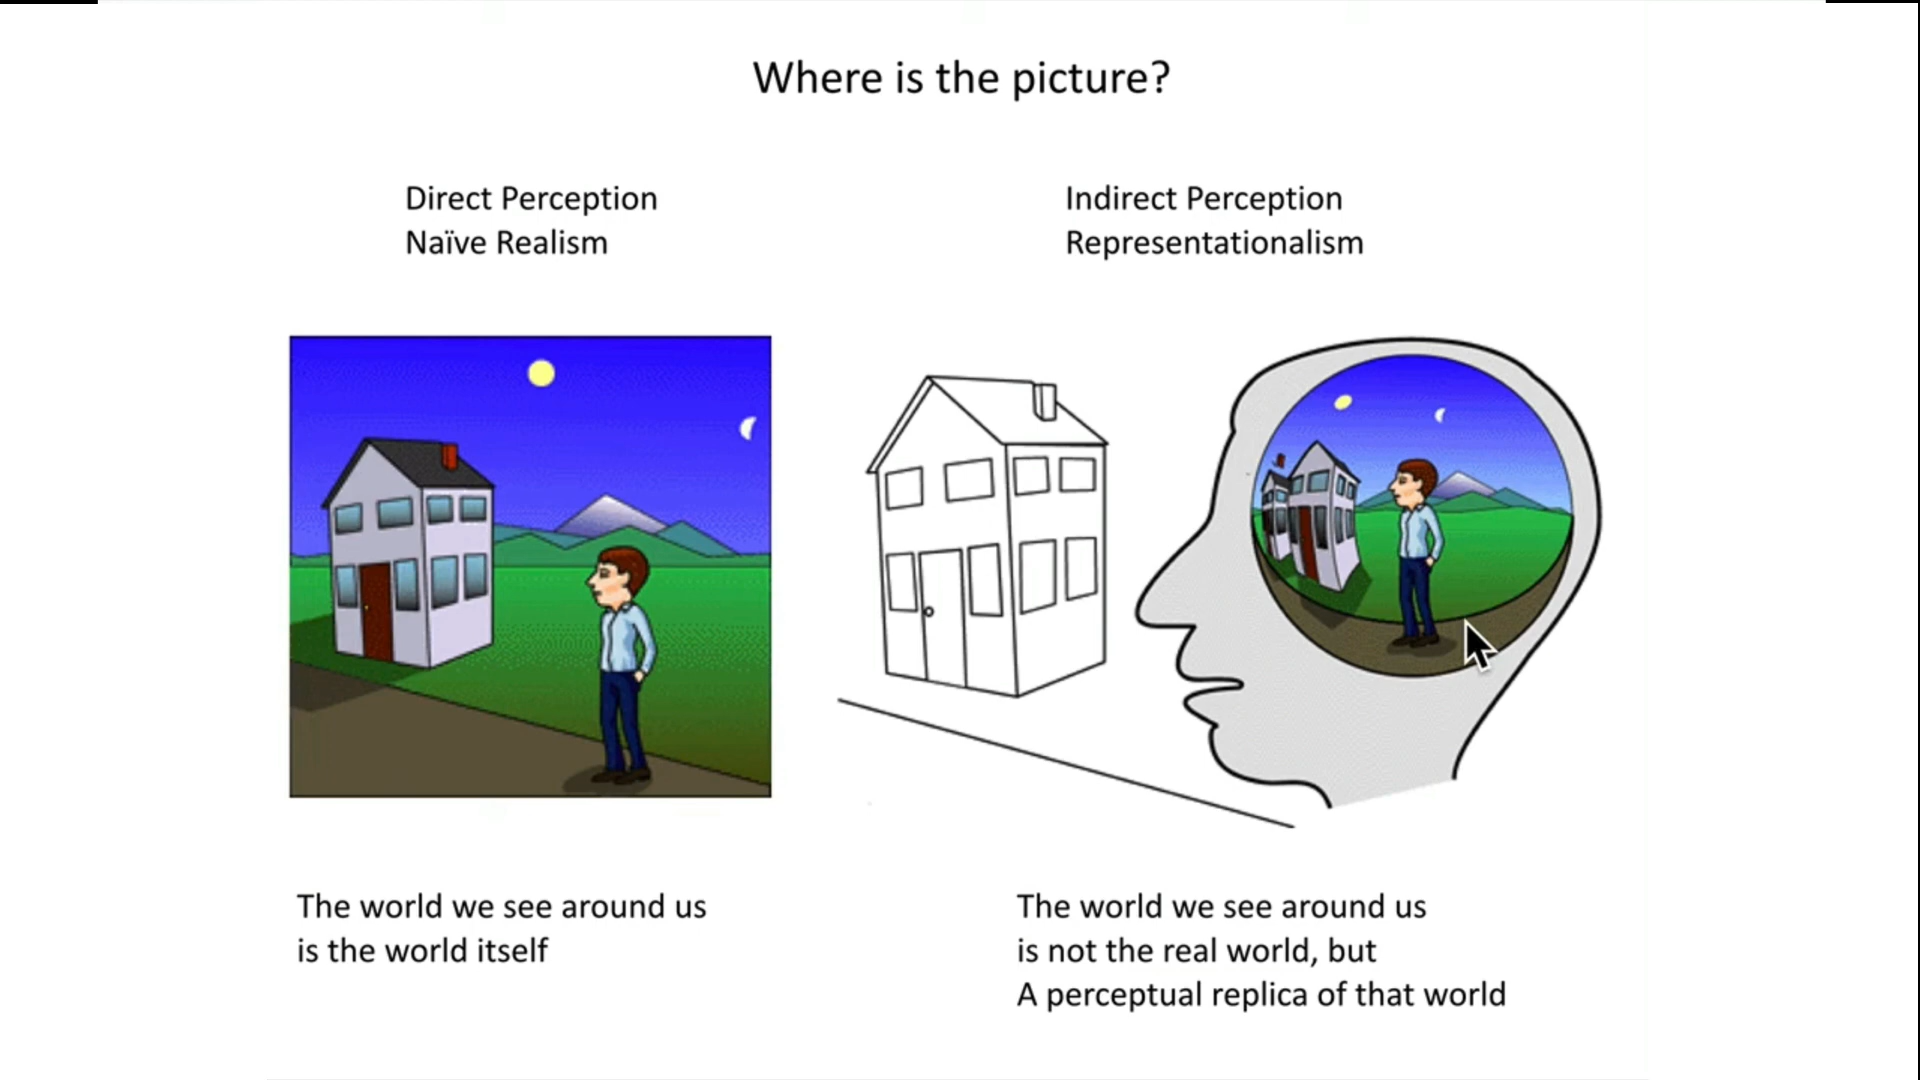 Where is the picture?
Direct Perception
Naïve Realism
Indirect Perception
Representationalism
The world we see around us
is the world itself
The world we see around us
is not the real world, but
A perceptual replica of that world